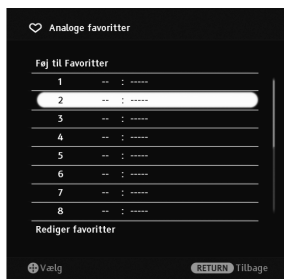 Analoge favoritter
Føj til Favoritter
1 -- : -----
2 -- : -----
3 -- : -----
4 -- : -----
5 -- : -----
6 -- : -----
7 -- : -----
8 -- : -----
Rediger favoritter
Vælg RETURN Tilbage